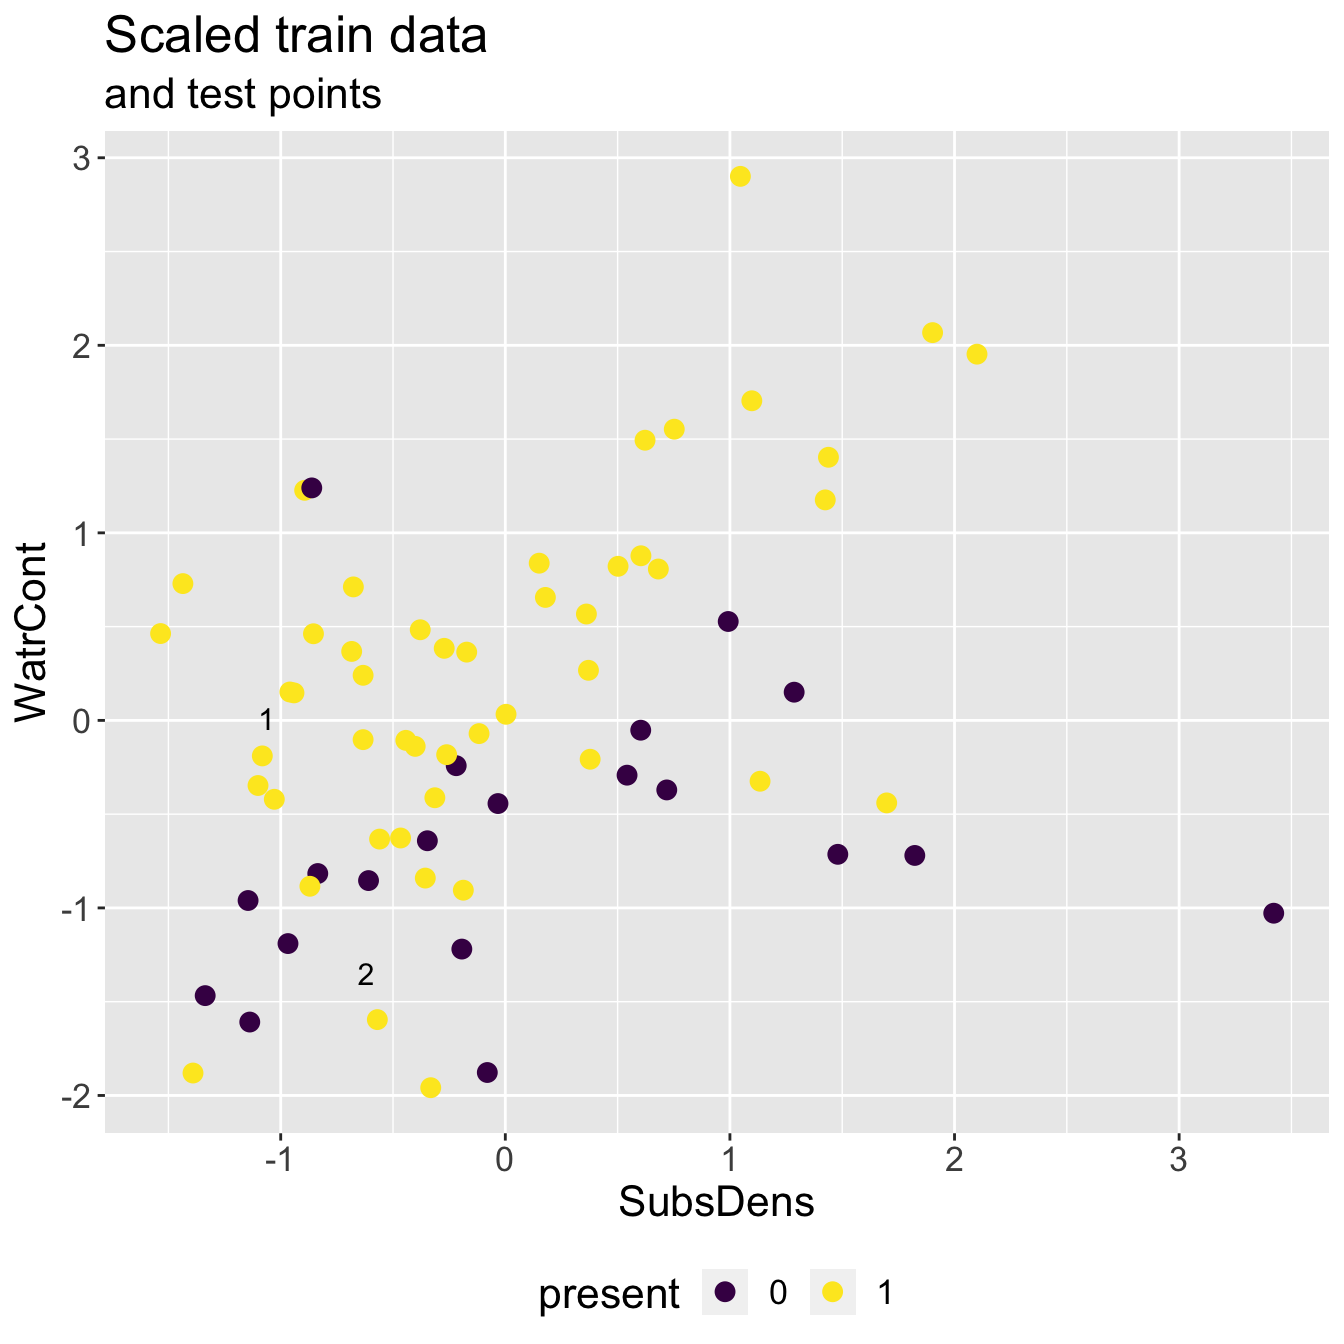 Scaled train data
and test points
3
2
1
0
-1
-2
WatrCont
1
2
-1 0 1 2 3
SubsDens
present 0 1